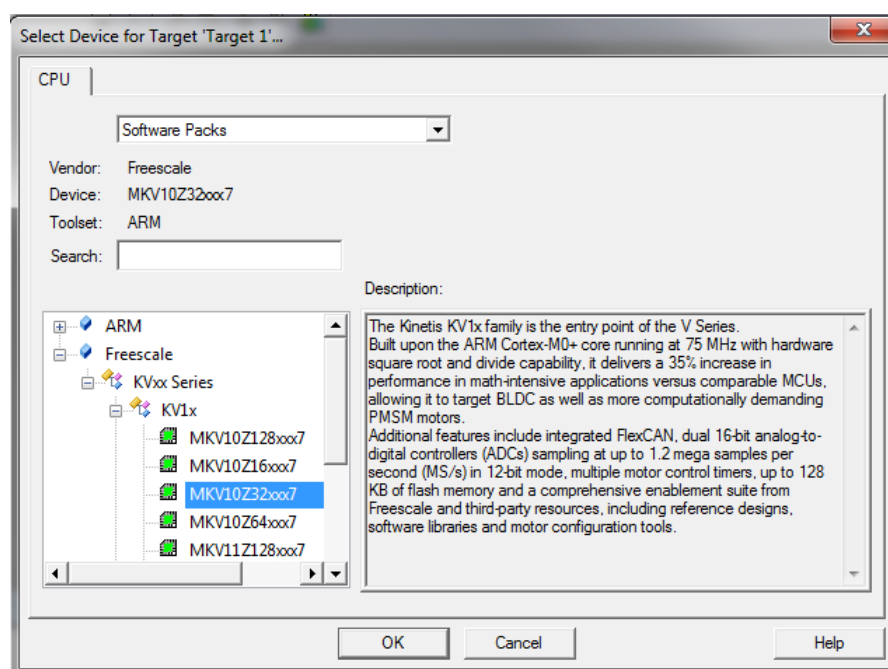 Select Device for Target 'Target 1'...
CPU
Software Packs
Vendor: Freescale
Device: MKV10Z32xxx7
Toolset: ARM
Search:
Description:
ARM
Freescale
KVxx Series
KV1x
MKV10Z128xxx7
MKV10Z16xxx7
MKV10Z32xxx7
MKV10Z64xxx7
MKV11Z128xxx7
The Kinetis KV1x family is the entry point of the V Series.
Built upon the ARM Cortex-M0+ core running at 75 MHz with hardware
square root and divide capability, it delivers a 35% increase in
performance in math-intensive applications versus comparable MCUs,
allowing it to target BLDC as well as more computationally demanding
PMSM motors.
Additional features include integrated FlexCAN, dual 16-bit analog-to-
digital controllers (ADCs) sampling at up to 1.2 mega samples per
second (MS/s) in 12-bit mode, multiple motor control timers, up to 128
KB of flash memory and a comprehensive enablement suite from
Freescale and third-party resources, including reference designs,
software libraries and motor configuration tools.
OK
Cancel
Help